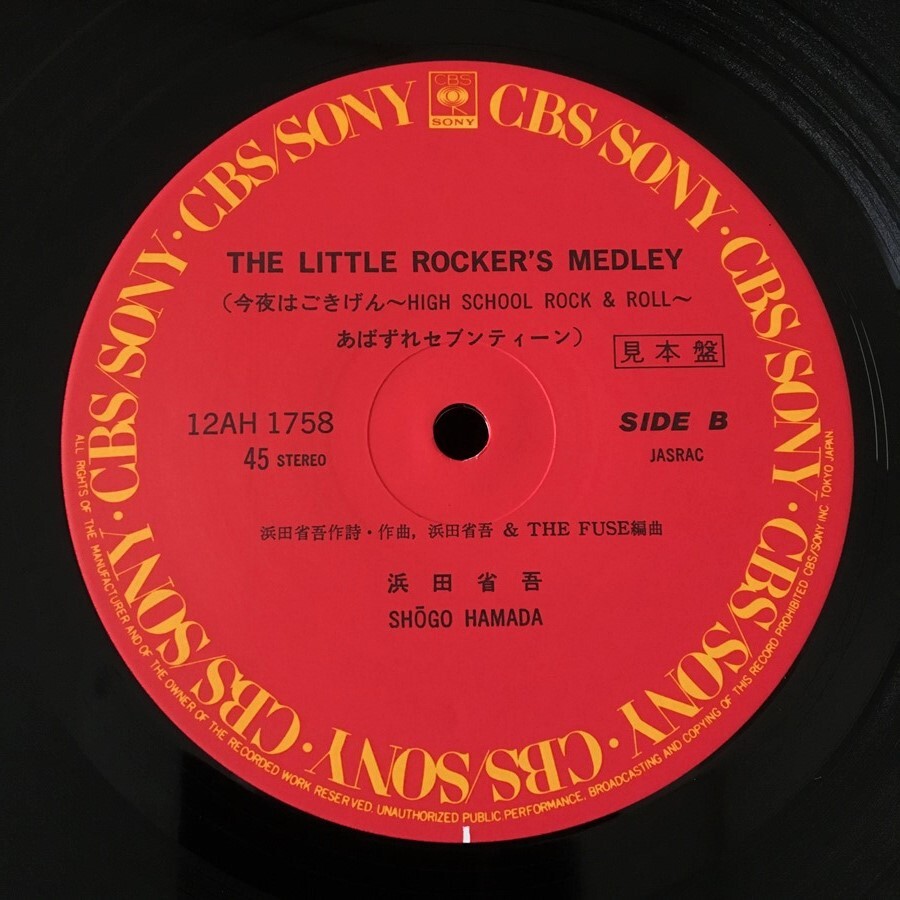 CBS
SONY
CBS/SONY · CBS/SONY · CBS/SONY · CBS/SONY · CBS/SONY · CBS/SONY · CBS/SONY · CBS/SONY · CBS/SONY
THE LITTLE ROCKER'S MEDLEY
(今夜はごきげん〜HIGH SCHOOL ROCK & ROLL〜
あばずれセブンティーン)
見本盤
12AH 1758
SIDE B
45 STEREO
JASRAC
浜田省吾作詩・作曲, 浜田省吾 & THE FUSE編曲
浜田省吾
SHŌGO HAMADA
ALL RIGHTS OF THE MANUFACTURER AND OF THE OWNER OF THE RECORDED WORK RESERVED. UNAUTHORIZED PUBLIC PERFORMANCE, BROADCASTING AND COPYING OF THIS RECORD PROHIBITED CBS/SONY INC. TOKYO JAPAN